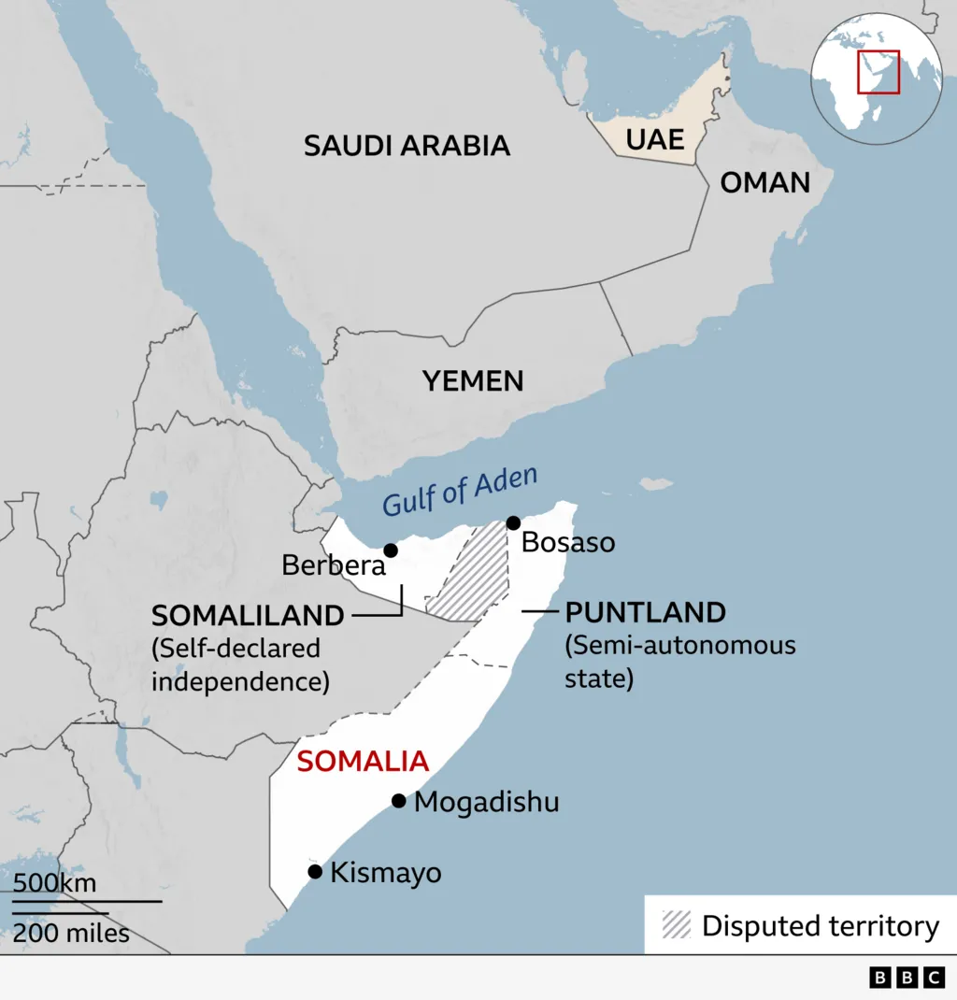 SAUDI ARABIA
UAE
OMAN
YEMEN
Gulf of Aden
Berbera
Bosaso
SOMALILAND
(Self-declared
independence)
PUNTLAND
(Semi-autonomous
state)
SOMALIA
Mogadishu
Kismayo
500km
200 miles
Disputed territory
BBC